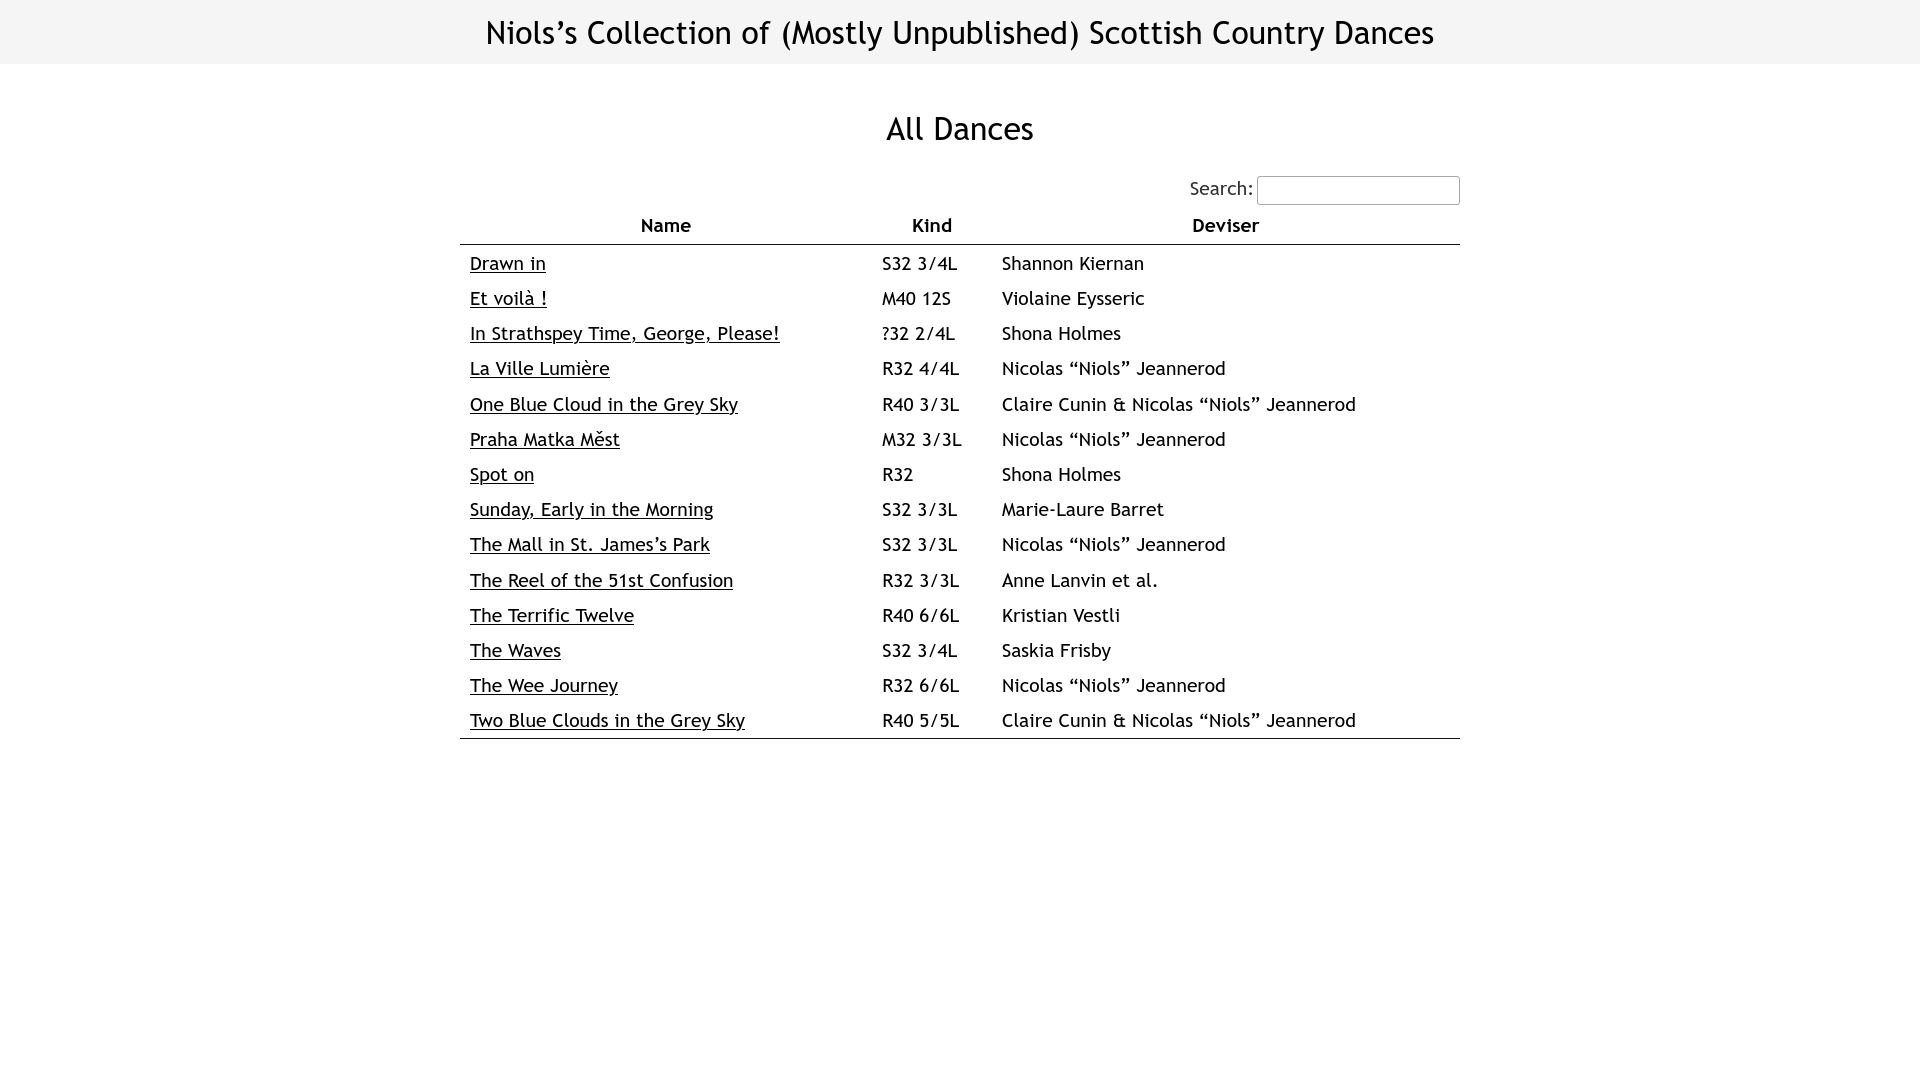 Niols’s Collection of (Mostly Unpublished) Scottish Country Dances
All Dances
Search:
Name Kind Deviser
Drawn in S32 3/4L Shannon Kiernan
Et voilà ! M40 12S Violaine Eysseric
In Strathspey Time, George, Please! ?32 2/4L Shona Holmes
La Ville Lumière R32 4/4L Nicolas “Niols” Jeannerod
One Blue Cloud in the Grey Sky R40 3/3L Claire Cunin & Nicolas “Niols” Jeannerod
Praha Matka Měst M32 3/3L Nicolas “Niols” Jeannerod
Spot on R32 Shona Holmes
Sunday, Early in the Morning S32 3/3L Marie-Laure Barret
The Mall in St. James’s Park S32 3/3L Nicolas “Niols” Jeannerod
The Reel of the 51st Confusion R32 3/3L Anne Lanvin et al.
The Terrific Twelve R40 6/6L Kristian Vestli
The Waves S32 3/4L Saskia Frisby
The Wee Journey R32 6/6L Nicolas “Niols” Jeannerod
Two Blue Clouds in the Grey Sky R40 5/5L Claire Cunin & Nicolas “Niols” Jeannerod